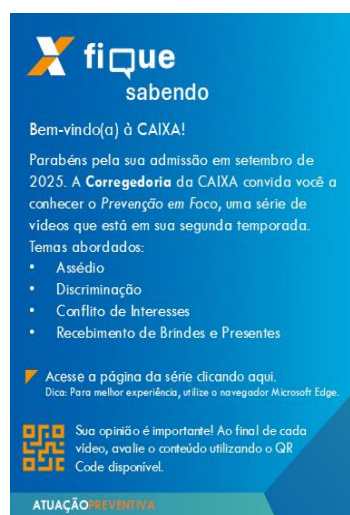 X fique
sabendo
Bem-vindo(a) à CAIXA!
Parabéns pela sua admissão em setembro de
2025. A Corregedoria da CAIXA convida você a
conhecer o Prevenção em Foco, uma série de
vídeos que está em sua segunda temporada.
Temas abordados:
• Assédio
• Discriminação
• Conflito de Interesses
• Recebimento de Brindes e Presentes
Acesse a página da série clicando aqui.
Dica: Para melhor experiência, utilize o navegador Microsoft Edge.
Sua opinião é importante! Ao final de cada
vídeo, avalie o conteúdo utilizando o QR
Code disponível.
ATUAÇÃOPREVENTIVA